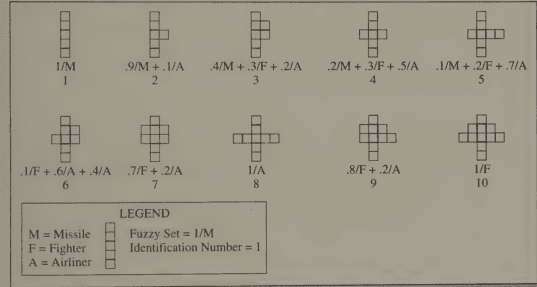 1/M .9/M + .1/A .4/M + .3/F + .2/A .2/M + .3/F + .5/A .1/M + .2/F + .7/A
1 2 3 4 5
.1/F + .6/A + .4/A .7/F + .2/A 1/A .8/F + .2/A 1/F
6 7 8 9 10
LEGEND
M = Missile Fuzzy Set = 1/M
F = Fighter Identification Number = 1
A = Airliner